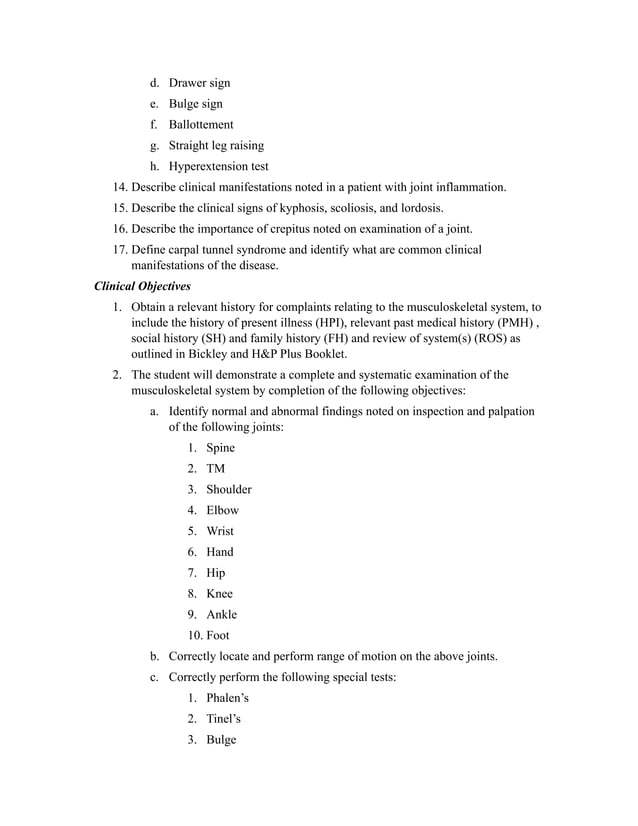 d. Drawer sign
e. Bulge sign
f. Ballottement
g. Straight leg raising
h. Hyperextension test
14. Describe clinical manifestations noted in a patient with joint inflammation.
15. Describe the clinical signs of kyphosis, scoliosis, and lordosis.
16. Describe the importance of crepitus noted on examination of a joint.
17. Define carpal tunnel syndrome and identify what are common clinical
manifestations of the disease.
Clinical Objectives
1. Obtain a relevant history for complaints relating to the musculoskeletal system, to
include the history of present illness (HPI), relevant past medical history (PMH) ,
social history (SH) and family history (FH) and review of system(s) (ROS) as
outlined in Bickley and H&P Plus Booklet.
2. The student will demonstrate a complete and systematic examination of the
musculoskeletal system by completion of the following objectives:
a. Identify normal and abnormal findings noted on inspection and palpation
of the following joints:
1. Spine
2. TM
3. Shoulder
4. Elbow
5. Wrist
6. Hand
7. Hip
8. Knee
9. Ankle
10. Foot
b. Correctly locate and perform range of motion on the above joints.
c. Correctly perform the following special tests:
1. Phalen’s
2. Tinel’s
3. Bulge